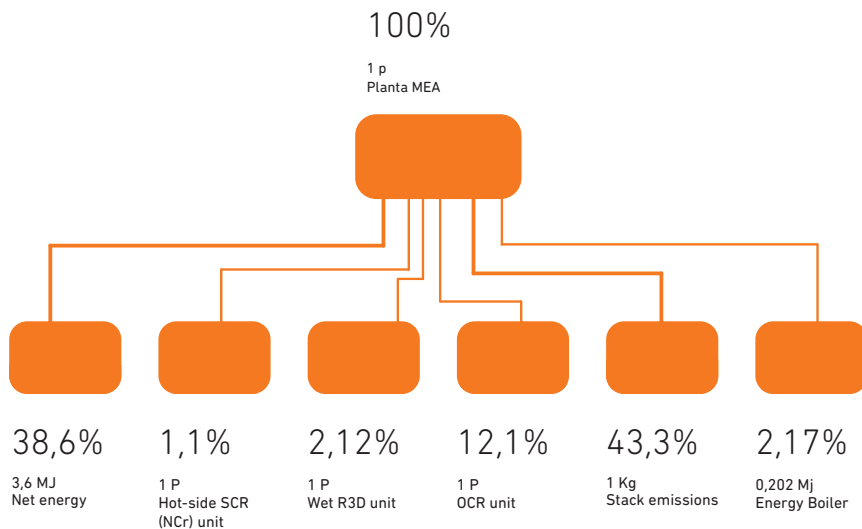 100%
1 p
Planta MEA
38,6%
3,6 MJ
Net energy
1,1%
1 P
Hot-side SCR
(NCr) unit
2,12%
1 P
Wet R3D unit
12,1%
1 P
OCR unit
43,3%
1 Kg
Stack emissions
2,17%
0,202 Mj
Energy Boiler